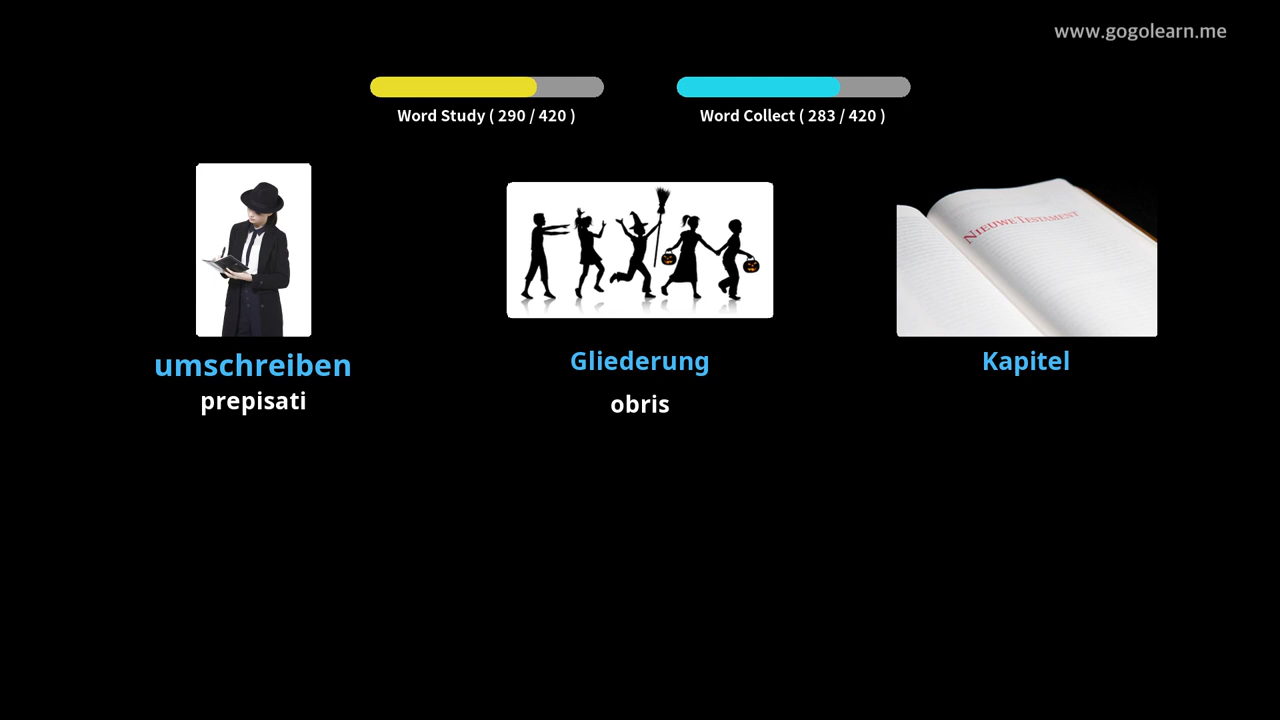 www.gogolearn.me
Word Study ( 290 / 420 )
Word Collect ( 283 / 420 )
NIEUWE TESTAMENT
umschreiben
Gliederung
Kapitel
prepisati
obris